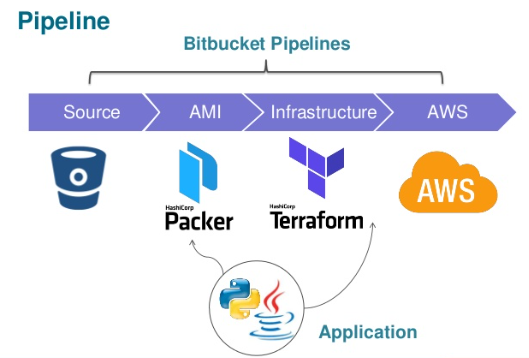 Pipeline
Bitbucket Pipelines
Source
AMI
Infrastructure
AWS
HashiCorp
Packer
HashiCorp
Terraform
AWS
Application